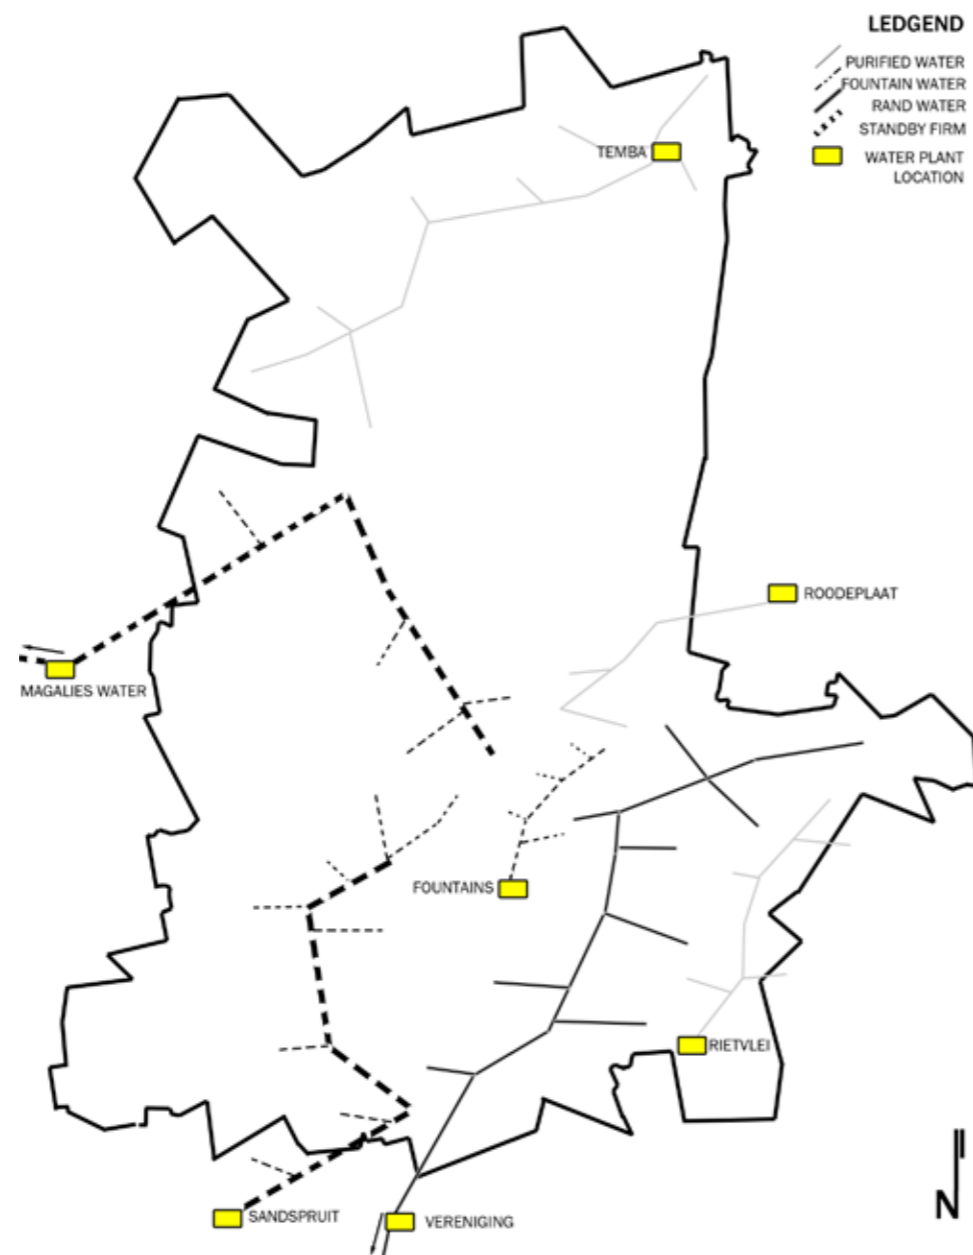 LEDGEND
PURIFIED WATER
FOUNTAIN WATER
RAND WATER
STANDBY FIRM
WATER PLANT
LOCATION
TEMBA
ROODEPLAAT
MAGALIES WATER
FOUNTAINS
RIETVLEI
N
SANDSPRUIT
VERENIGING